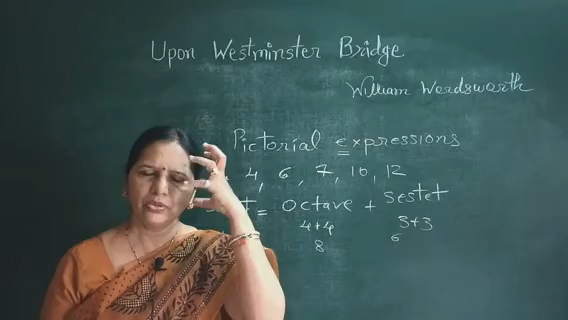 Upon Westminster Bridge
William Wordsworth
Pictorial expressions
4, 6, 7, 10, 12
= Octave + Sestet
4+4 3+3
8 6